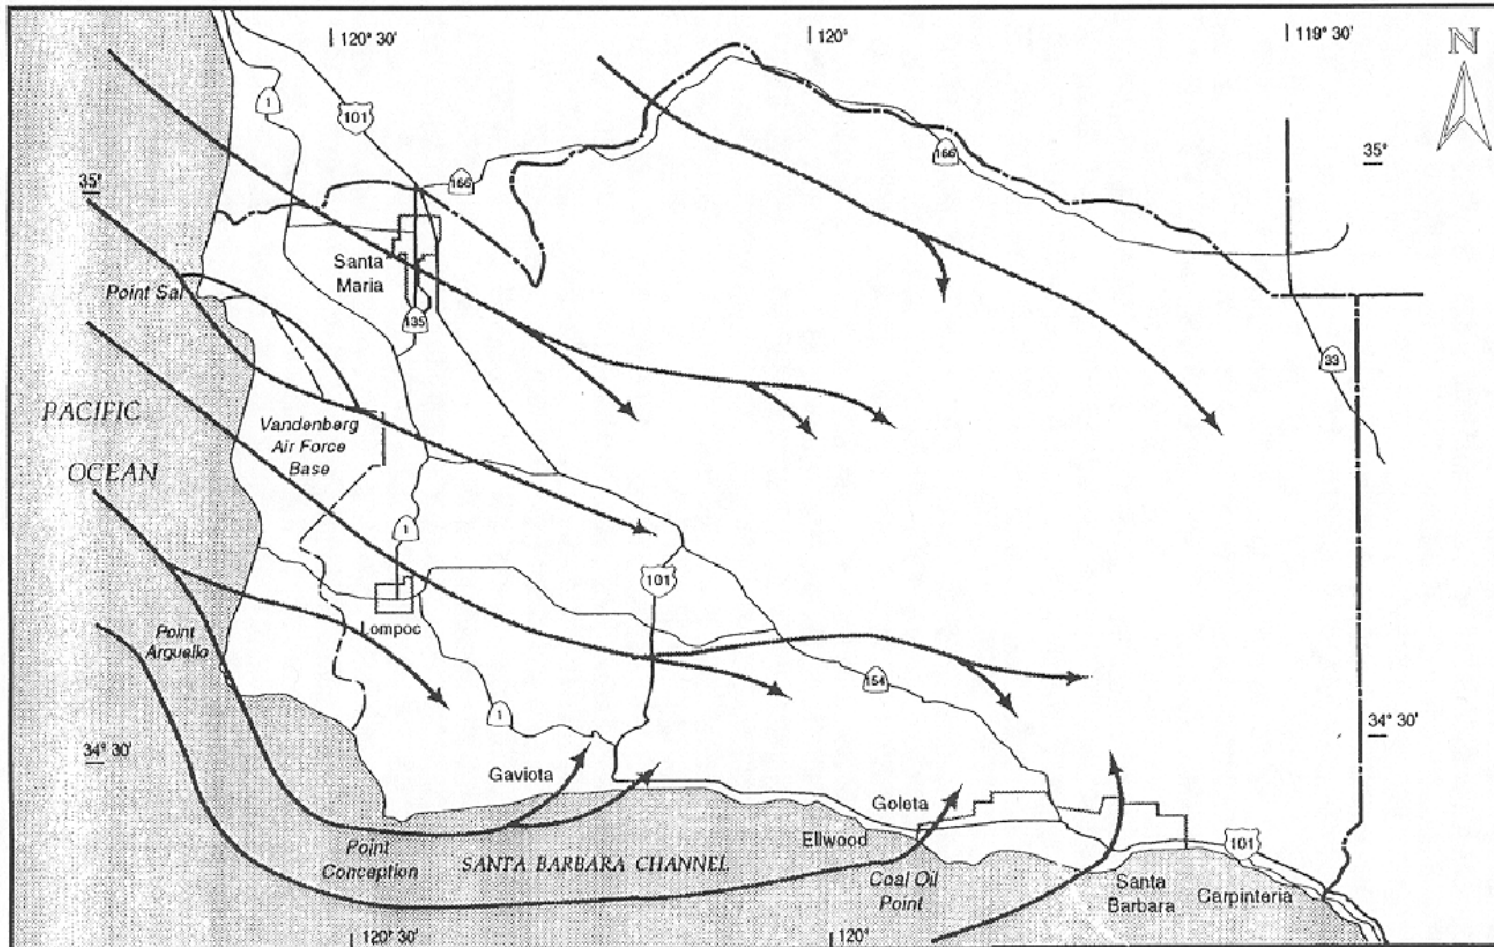 120° 30'
120°
119° 30'
N
1
101
166
35°
166
35°
Santa
Maria
Point Sal
135
33
PACIFIC
OCEAN
Vandenberg
Air Force
Base
1
101
Lompoc
Point
Arguello
154
1
34° 30'
34° 30'
Gaviota
Goleta
Ellwood
101
Point
Conception
SANTA BARBARA CHANNEL
Coal Oil
Point
Santa
Barbara
Carpinteria
120° 30'
120°